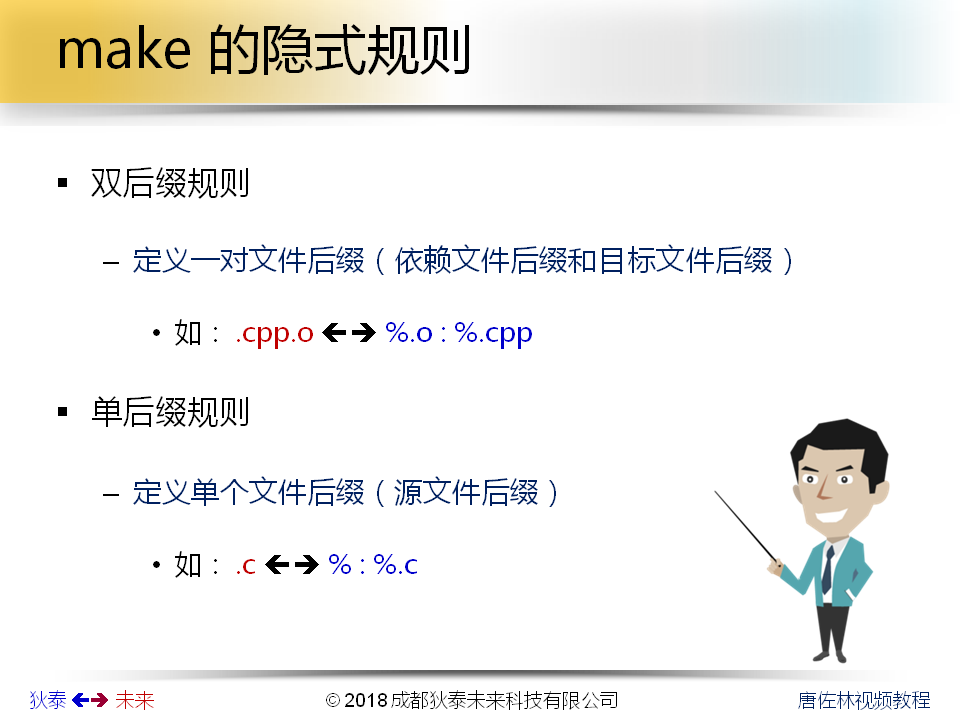 make 的隐式规则
▪ 双后缀规则
– 定义一对文件后缀（依赖文件后缀和目标文件后缀）
• 如：.cpp.o 🡸🡺 %.o : %.cpp
▪ 单后缀规则
– 定义单个文件后缀（源文件后缀）
• 如：.c 🡸🡺 % : %.c
狄泰 🡸🡺 未来
© 2018 成都狄泰未来科技有限公司
唐佐林视频教程